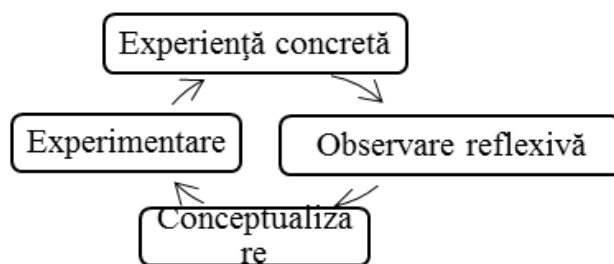 Experienţă concretă
Experimentare
Observare reflexivă
Conceptualiza
re